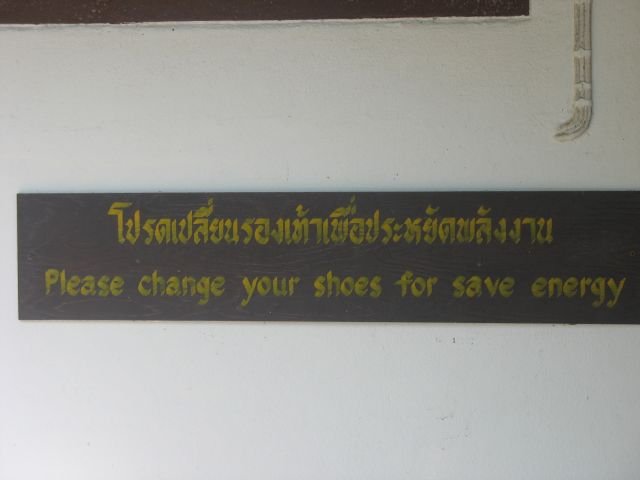 โปรดเปลี่ยนรองเท้าเพื่อประหยัดพลังงาน
Please change your shoes for save energy